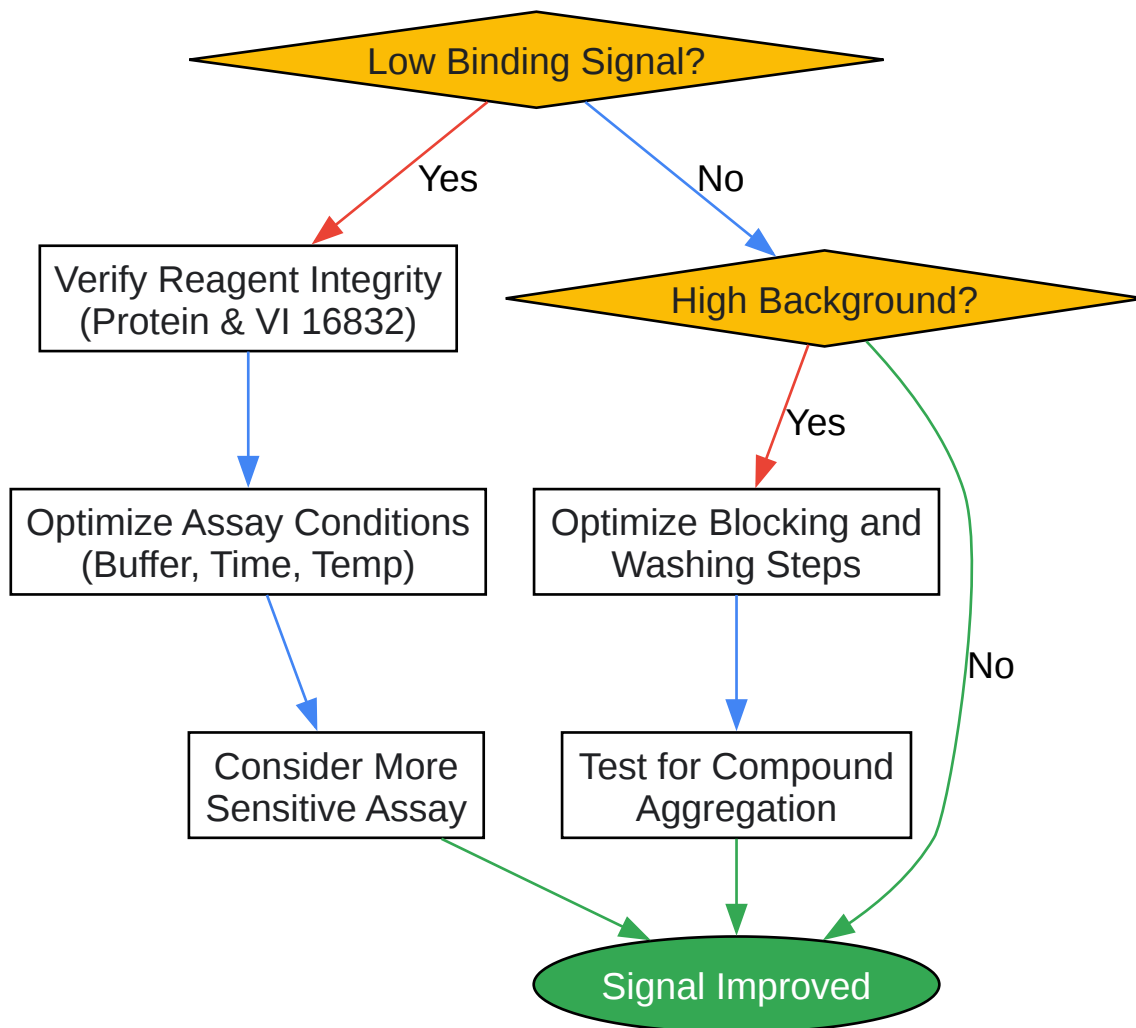 Low Binding Signal?
Yes
No
Verify Reagent Integrity
(Protein & VI 16832)
High Background?
Yes
Optimize Assay Conditions
(Buffer, Time, Temp)
Optimize Blocking and
Washing Steps
No
Consider More
Sensitive Assay
Test for Compound
Aggregation
Signal Improved